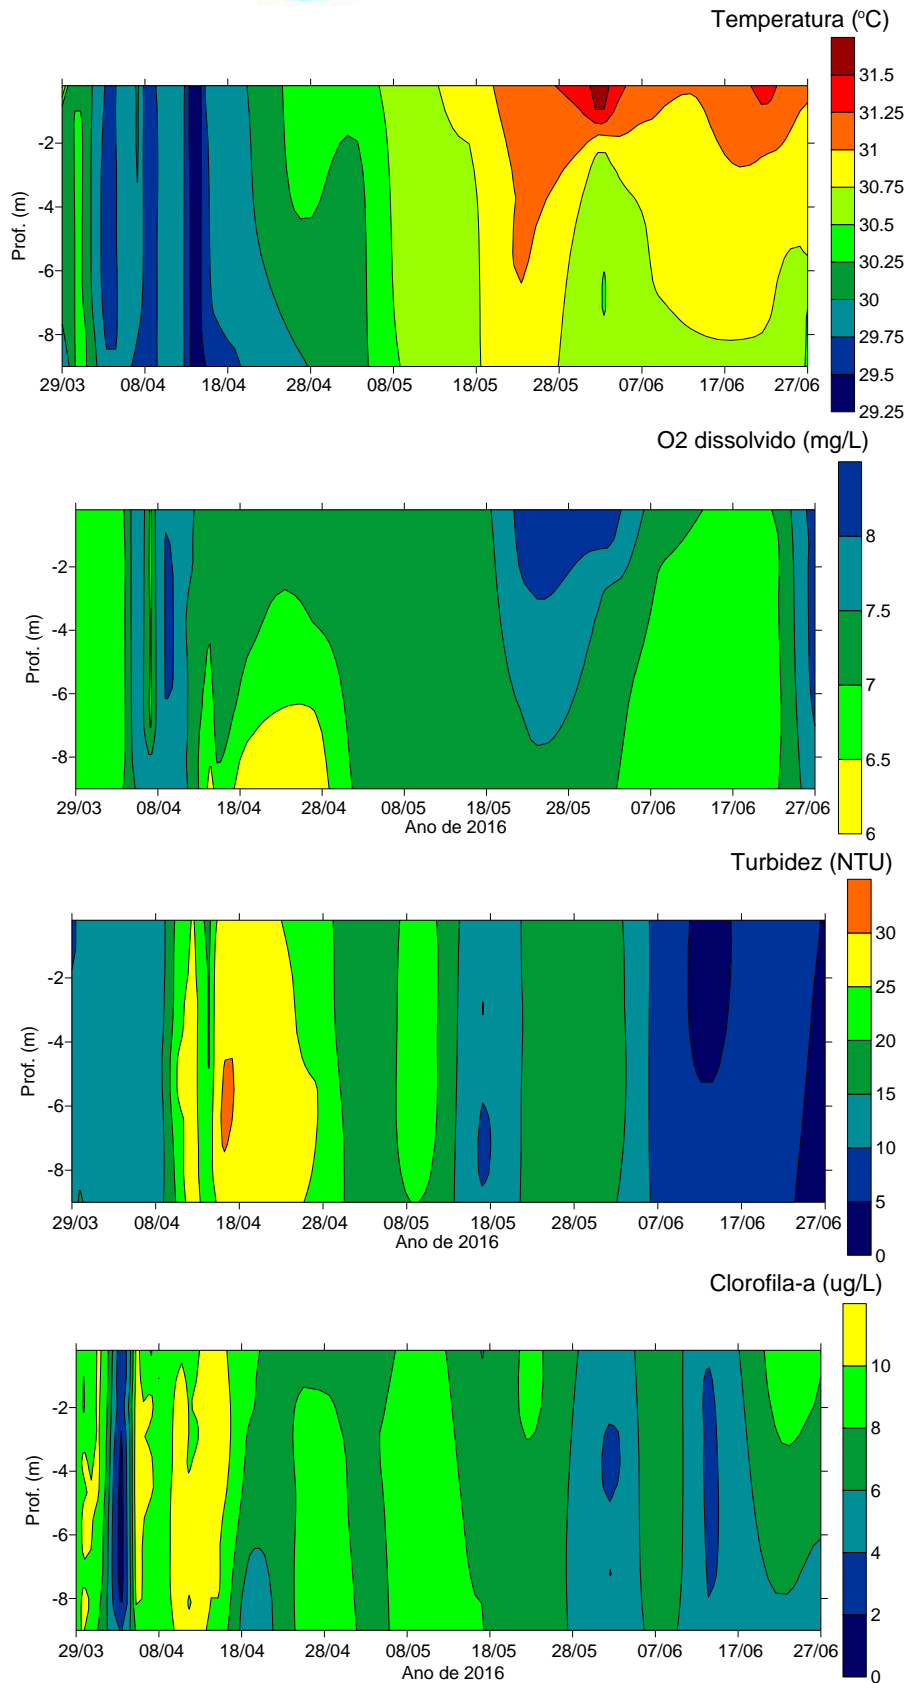 Temperatura (°C)
31.5
31.25
31
30.75
30.5
30.25
30
29.75
29.5
29.25
Prof. (m)
-2
-4
-6
-8
29/03 08/04 18/04 28/04 08/05 18/05 28/05 07/06 17/06 27/06
O2 dissolvido (mg/L)
8
7.5
7
6.5
6
Prof. (m)
-2
-4
-6
-8
29/03 08/04 18/04 28/04 08/05 18/05 28/05 07/06 17/06 27/06
Ano de 2016
Turbidez (NTU)
30
25
20
15
10
5
0
Prof. (m)
-2
-4
-6
-8
29/03 08/04 18/04 28/04 08/05 18/05 28/05 07/06 17/06 27/06
Ano de 2016
Clorofila-a (ug/L)
10
8
6
4
2
0
Prof. (m)
-2
-4
-6
-8
29/03 08/04 18/04 28/04 08/05 18/05 28/05 07/06 17/06 27/06
Ano de 2016